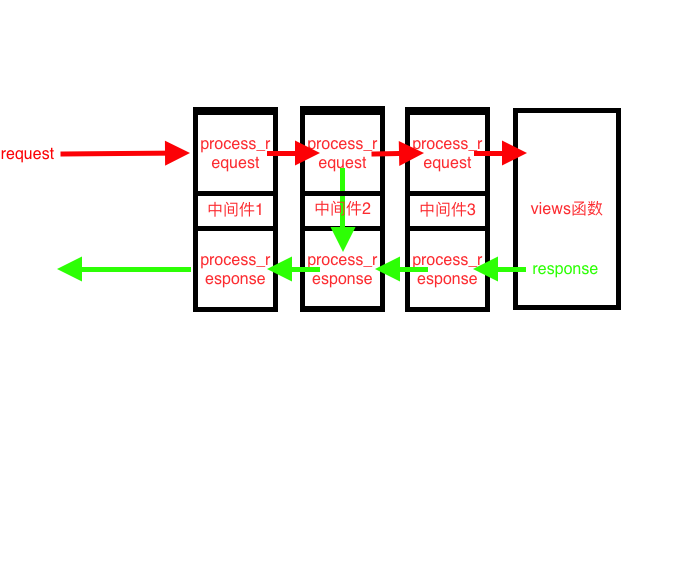 request
process_r
equest
process_r
equest
process_r
equest
中间件1
中间件2
中间件3
views函数
process_r
esponse
process_r
esponse
process_r
esponse
response